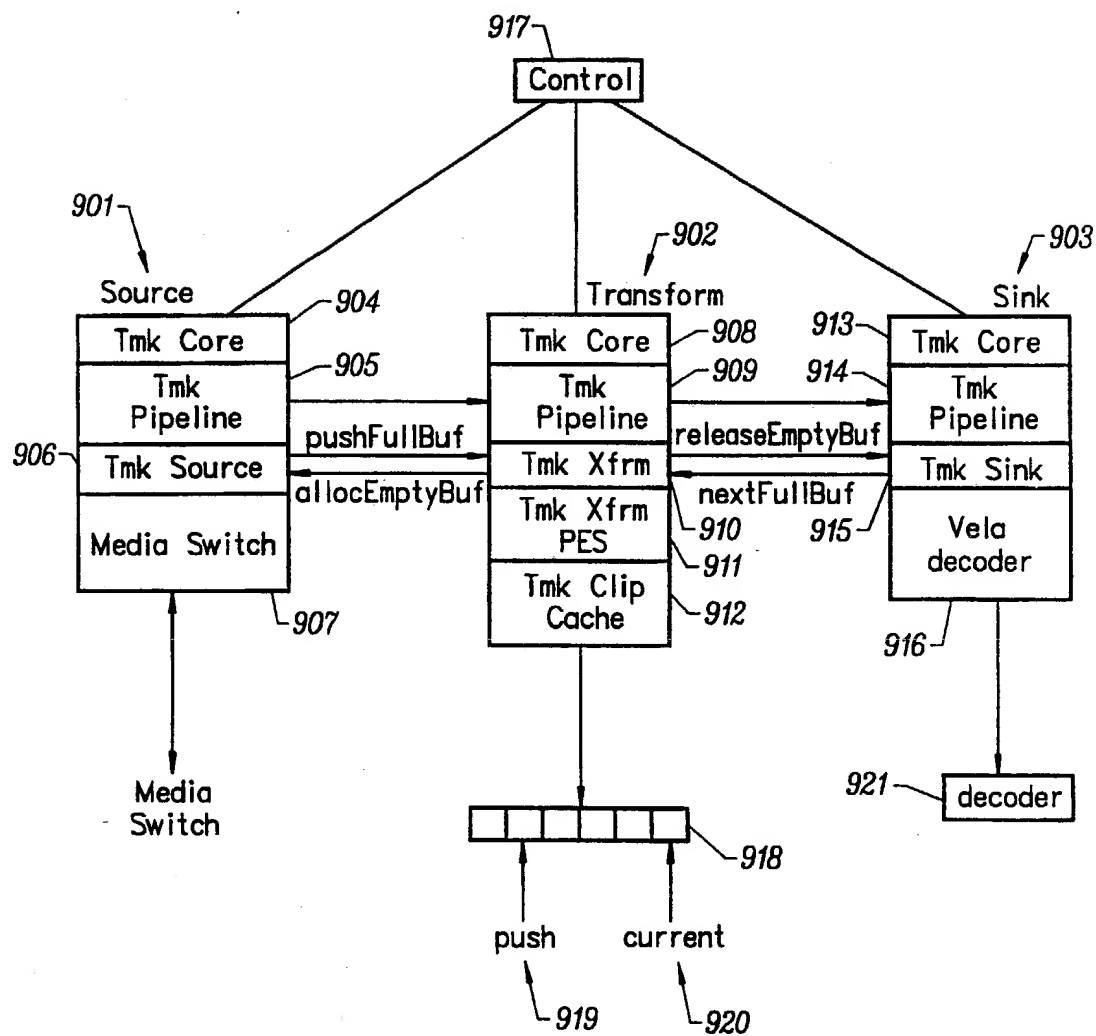 917
Control
901
902
903
Source
904
Transform
Sink
Tmk Core
905
Tmk Core
908
913
Tmk Core
Tmk
Pipeline
Tmk
Pipeline
909
914
Tmk
Pipeline
906
pushFullBuf
releaseEmptyBuf
Tmk Source
Tmk Xfrm
Tmk Sink
allocEmptyBuf
nextFullBuf
Media Switch
Tmk Xfrm
PES
910
915
Vela
decoder
911
Tmk Clip
Cache
912
907
916
Media
Switch
921
decoder
918
push
current
919
920